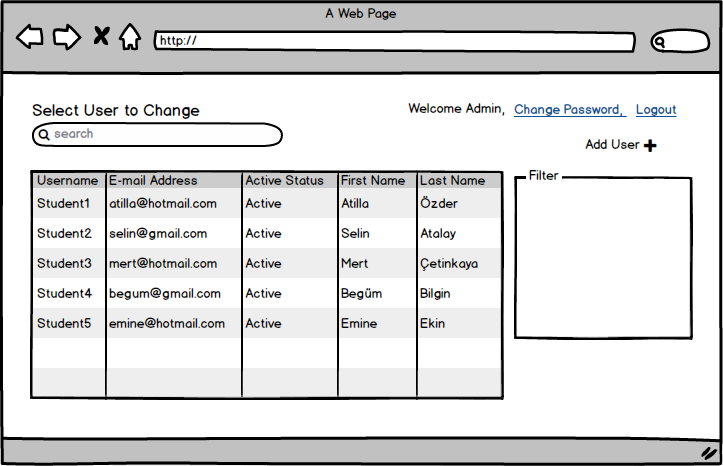 A Web Page
http://
Select User to Change
Welcome Admin, Change Password, Logout
search
Add User
Username E-mail Address Active Status First Name Last Name
Filter
Student1 atilla@hotmail.com Active Atilla Özder
Student2 selin@gmail.com Active Selin Atalay
Student3 mert@hotmail.com Active Mert Çetinkaya
Student4 begum@gmail.com Active Begüm Bilgin
Student5 emine@hotmail.com Active Emine Ekin